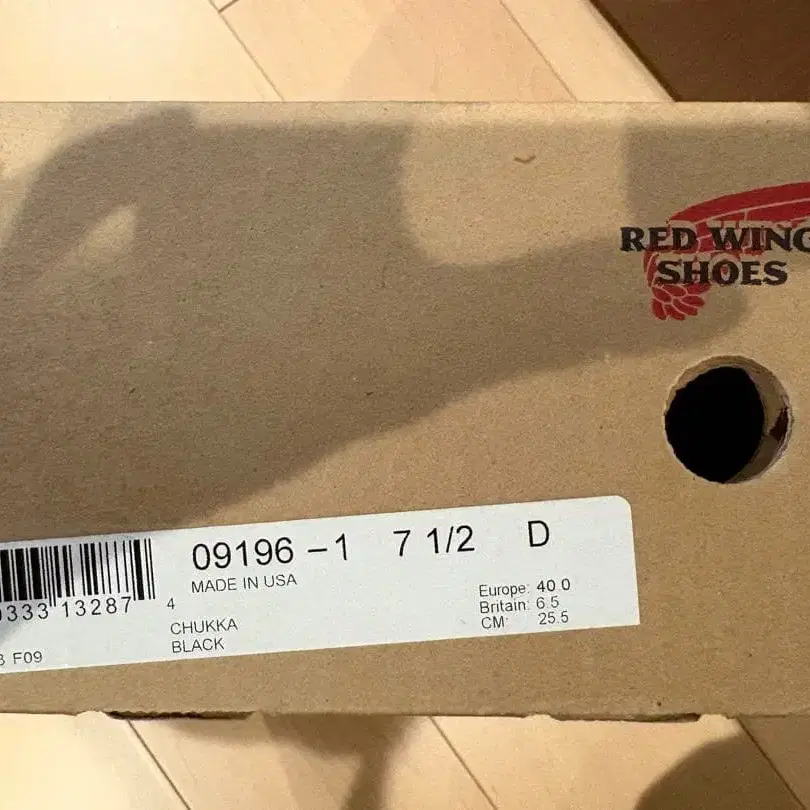 RED WING
SHOES
09196 – 1 7 1/2 D
MADE IN USA
333 13287 4
CHUKKA
BLACK
F09
Europe: 40.0
Britain: 6.5
CM: 25.5